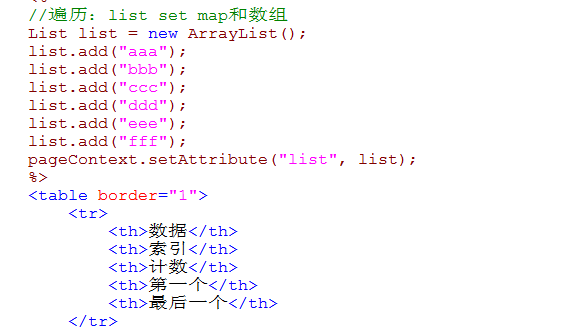 //遍历: list set map和数组
List list = new ArrayList();
list.add("aaa");
list.add("bbb");
list.add("ccc");
list.add("ddd");
list.add("eee");
list.add("fff");
pageContext.setAttribute("list", list);
%>
<table border="1">
<tr>
<th>数据</th>
<th>索引</th>
<th>计数</th>
<th>第一个</th>
<th>最后一个</th>
</tr>